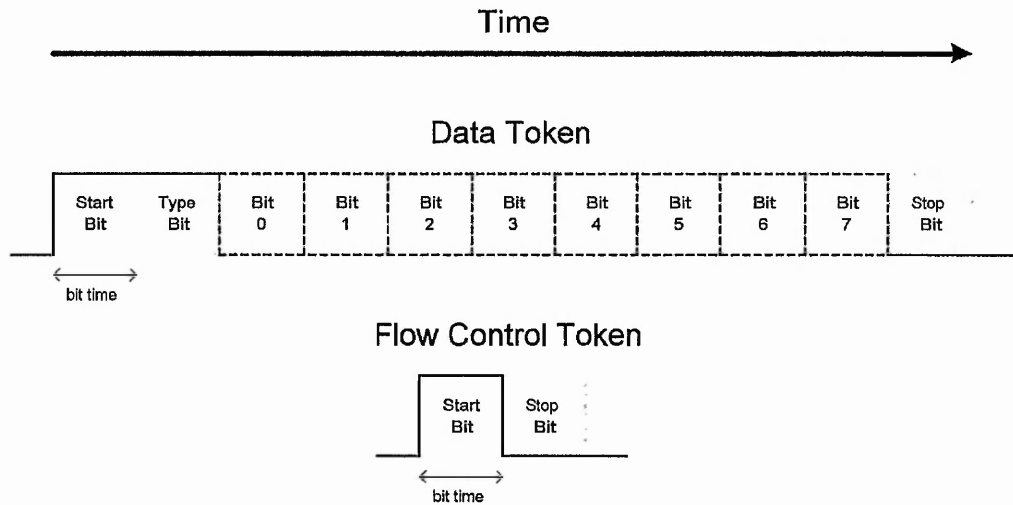 Time
Data Token
Start Type Bit Bit Bit Bit Bit Bit Bit Bit Stop
Bit Bit 0 1 2 3 4 5 6 7 Bit
bit time
Flow Control Token
Start Stop
Bit Bit
bit time